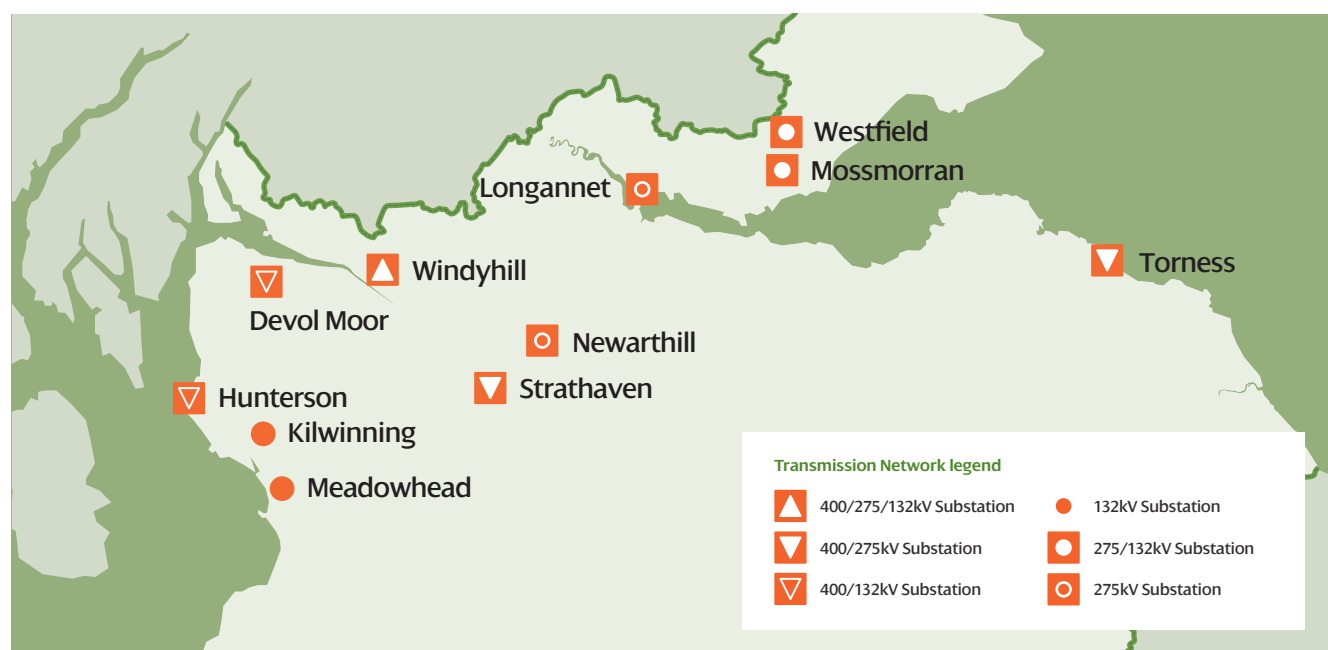 Westfield
Mossmorran
Longannet
Torness
Windyhill
Devol Moor
Newarthill
Strathaven
Hunterson
Kilwinning
Meadowhead
Transmission Network legend
400/275/132kV Substation
400/275kV Substation
400/132kV Substation
132kV Substation
275/132kV Substation
275kV Substation